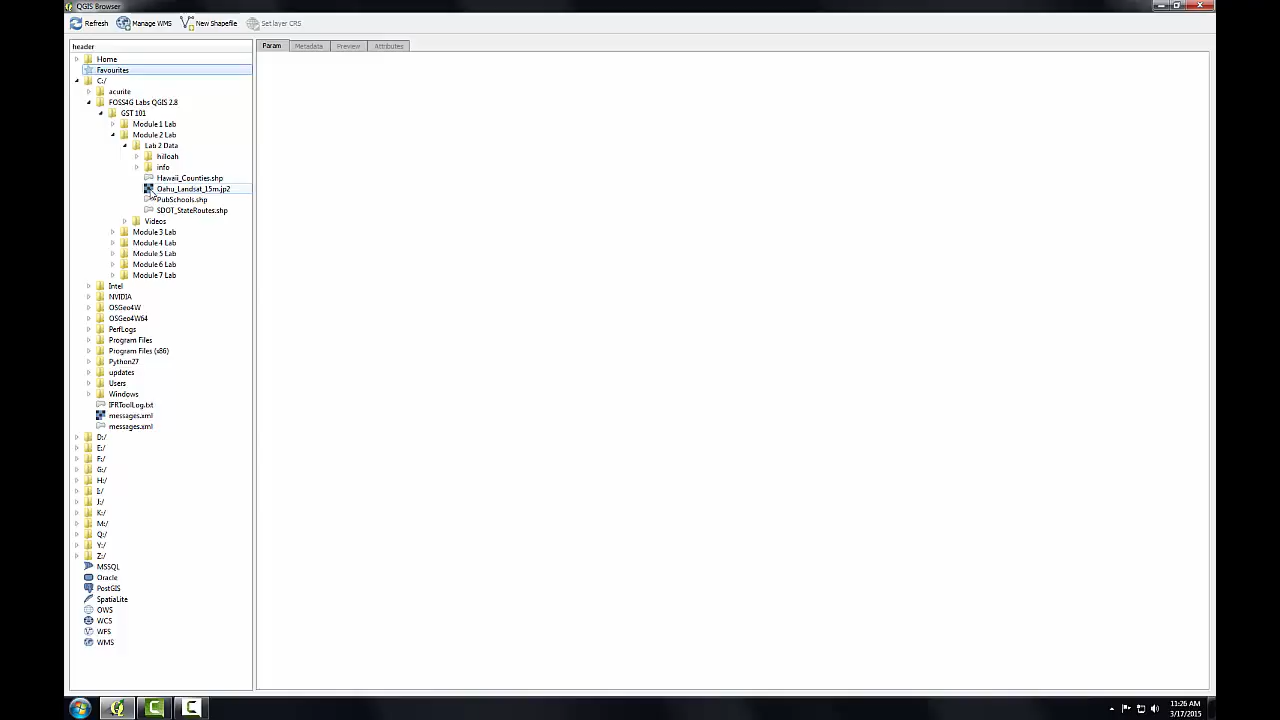 QGIS Browser
Refresh
Manage WMS
New Shapefile
Set layer CRS
header
Param
Metadata
Preview
Attributes
Home
Favourites
C:/
acurite
FOSS4G Labs QGIS 2.8
GST 101
Module 1 Lab
Module 2 Lab
Lab 2 Data
hilloah
info
Hawaii_Counties.shp
Oahu_Landsat_15m.jp2
PubSchools.shp
SDOT_StateRoutes.shp
Videos
Module 3 Lab
Module 4 Lab
Module 5 Lab
Module 6 Lab
Module 7 Lab
Intel
NVIDIA
OSGeo4W
OSGeo4W64
PerfLogs
Program Files
Program Files (x86)
Python27
updates
Users
Windows
IFRToolLog.txt
messages.xml
messages.xml
D:/
E:/
F:/
G:/
H:/
I:/
J:/
K:/
M:/
Q:/
Y:/
Z:/
MSSQL
Oracle
PostGIS
SpatiaLite
OWS
WCS
WFS
WMS
11:26 AM
3/17/2015